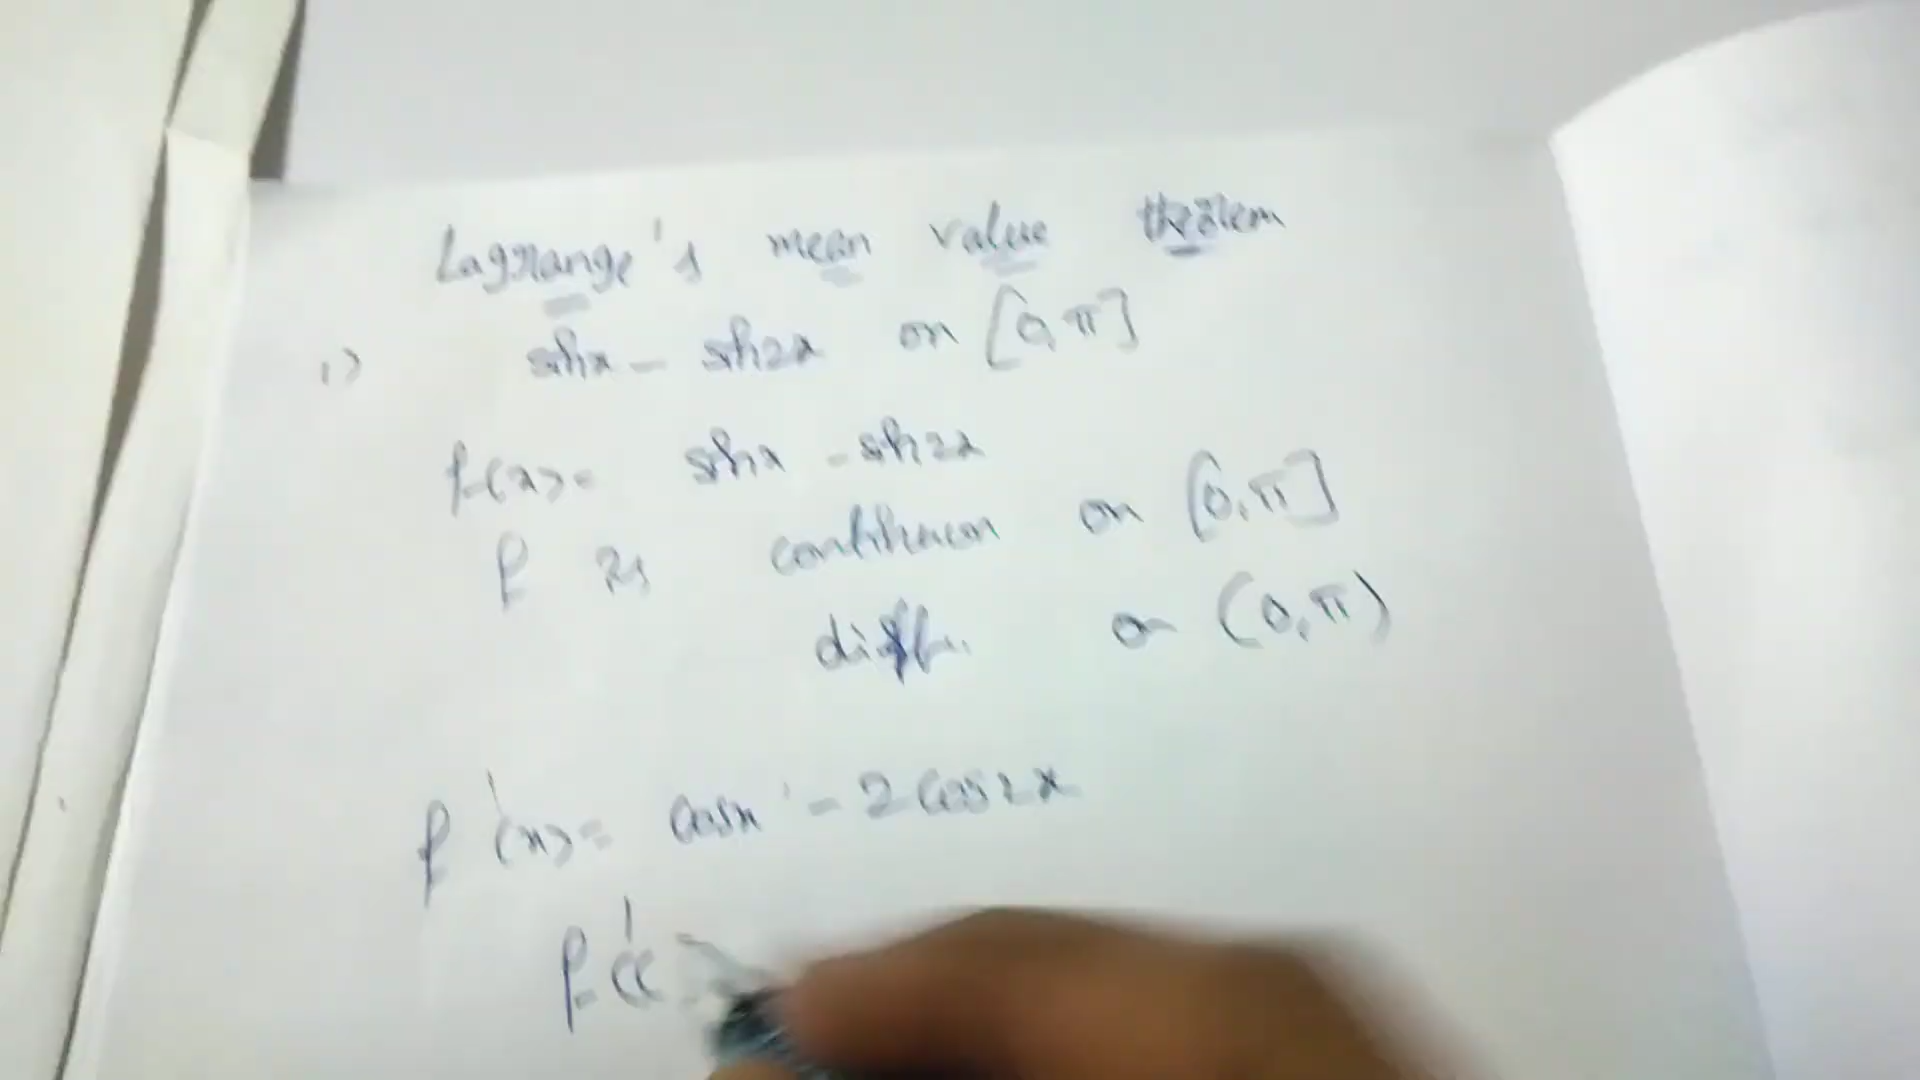 Lagrange's mean value theorem
1) sinx - sin2x on [0, π]
f(x) = sinx - sin2x
f is continuous on [0, π]
diff. on (0, π)
f'(x) = cosx - 2cos2x
f'(c)